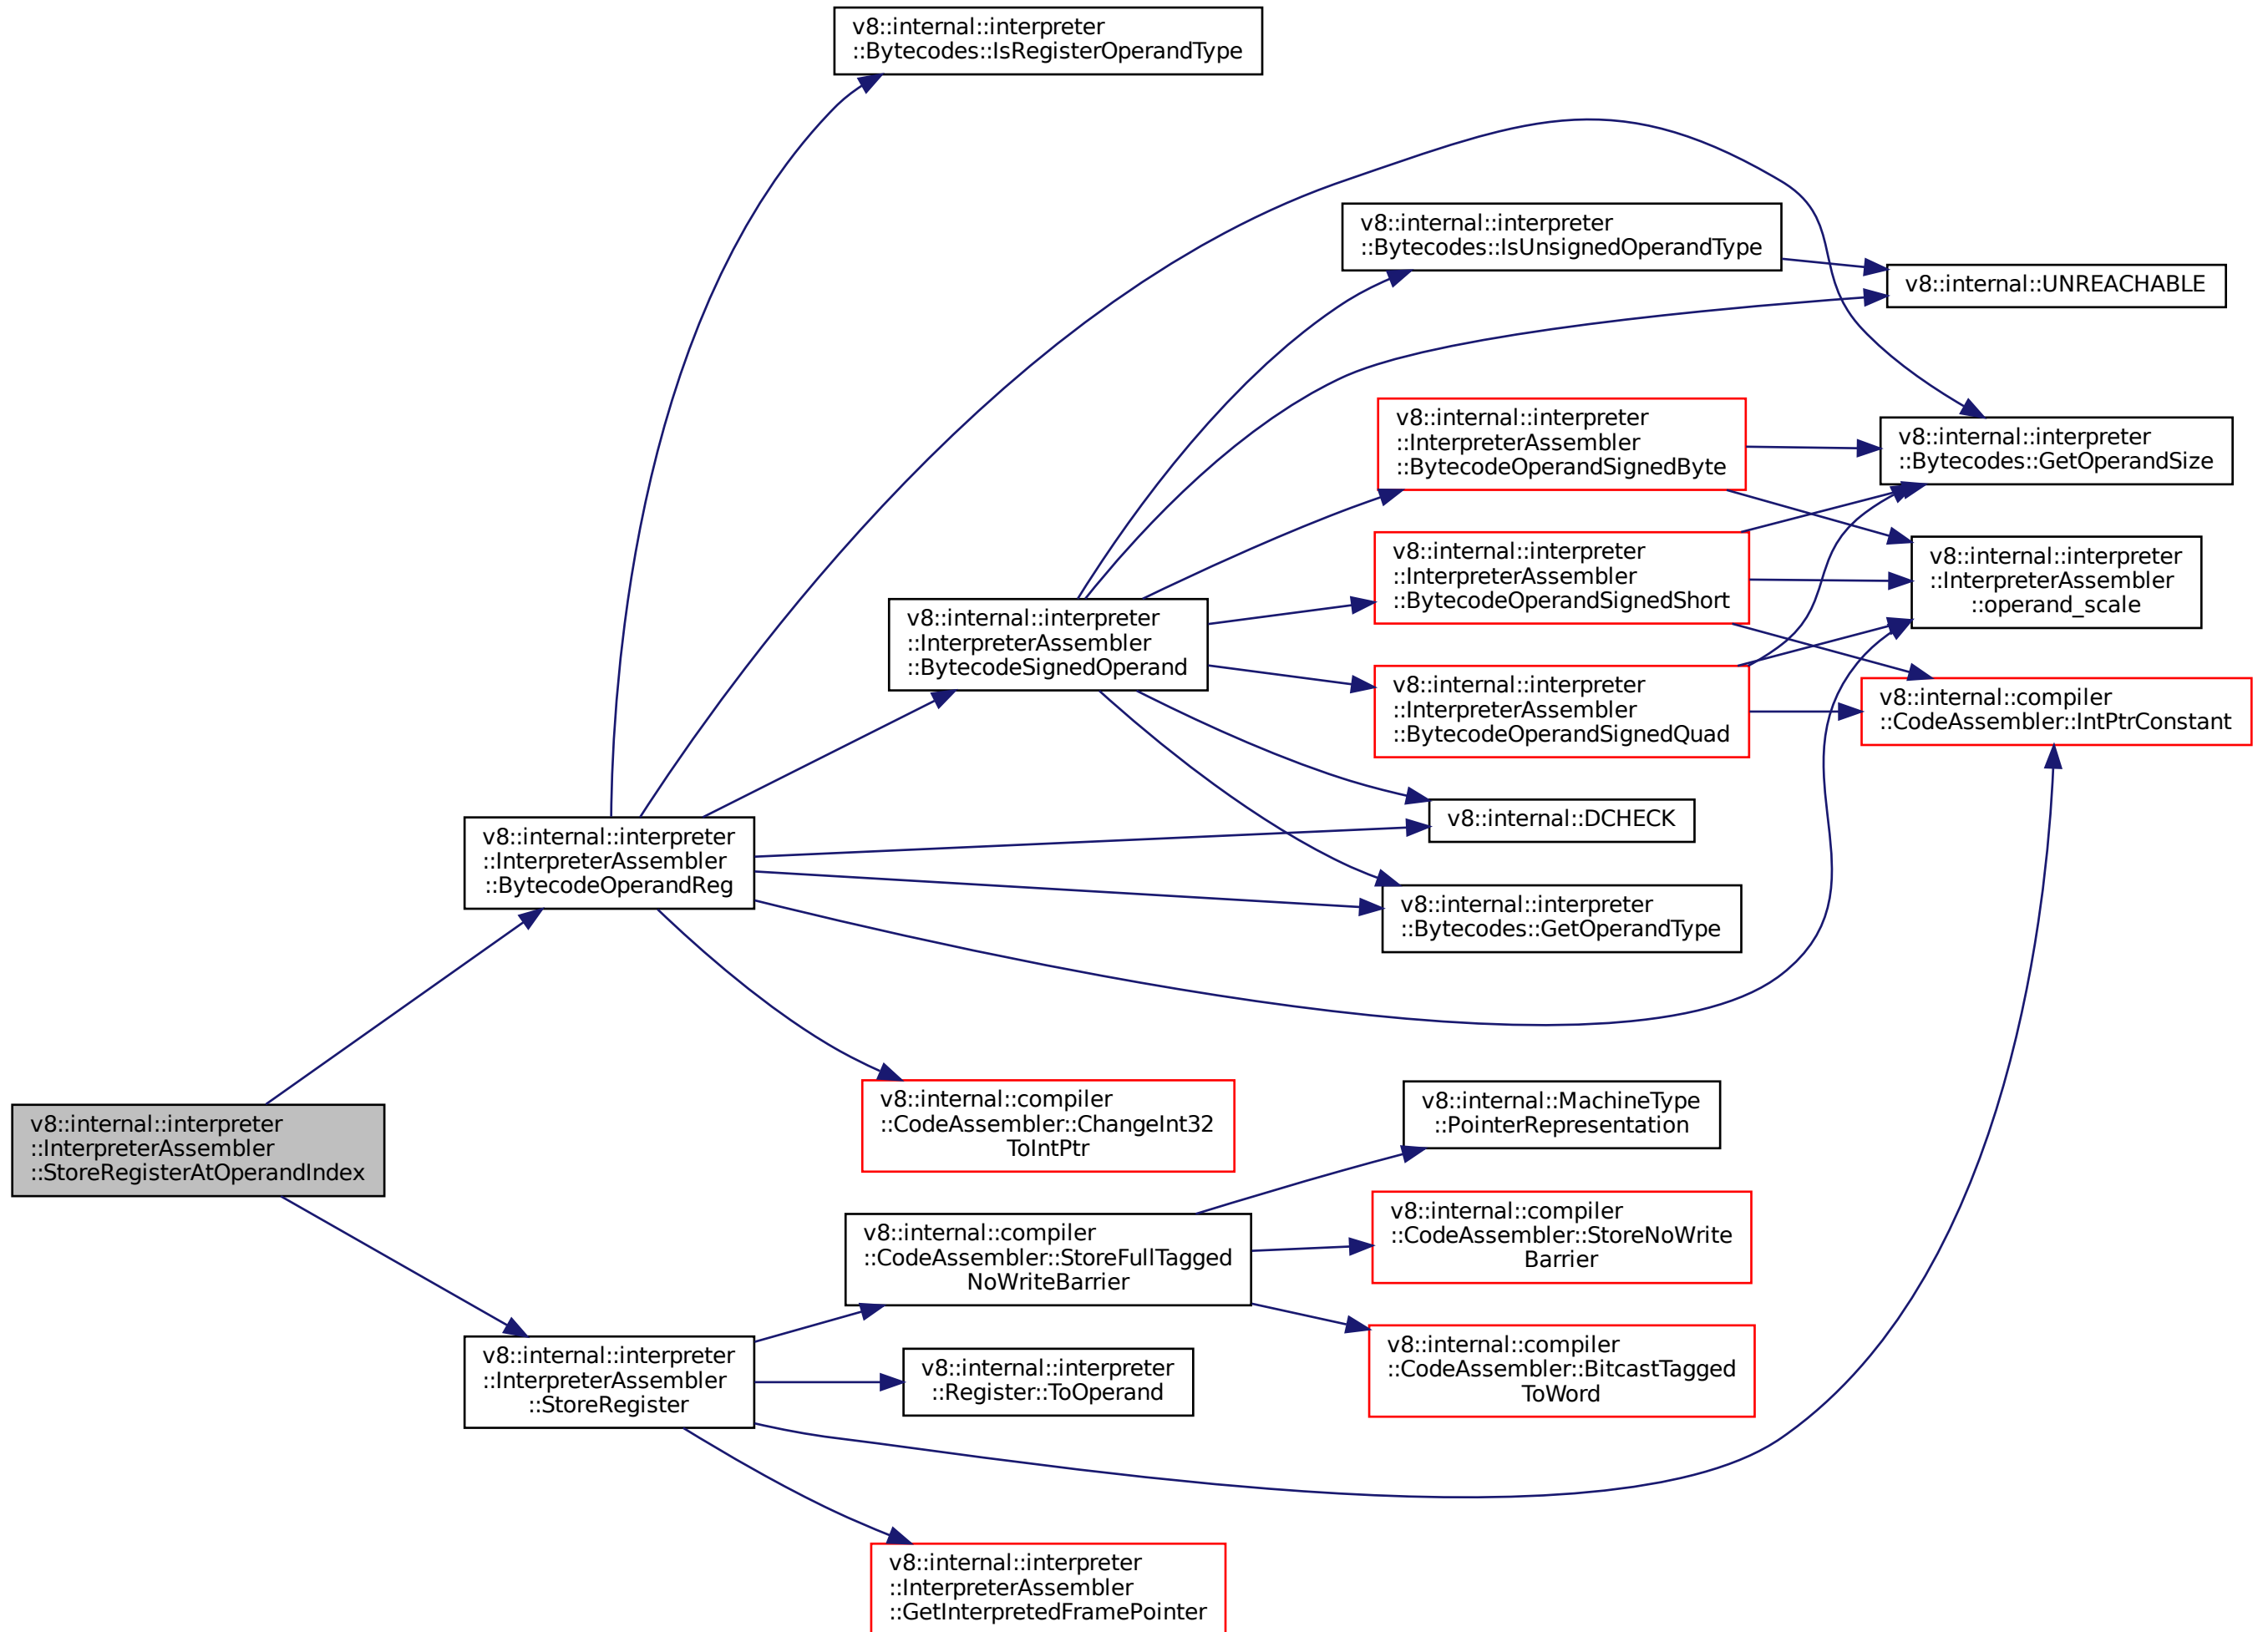 v8::internal::interpreter
::Bytecodes::IsRegisterOperandType
v8::internal::interpreter
::Bytecodes::IsUnsignedOperandType
v8::internal::UNREACHABLE
v8::internal::interpreter
::InterpreterAssembler
::BytecodeOperandSignedByte
v8::internal::interpreter
::Bytecodes::GetOperandSize
v8::internal::interpreter
::InterpreterAssembler
::BytecodeOperandSignedShort
v8::internal::interpreter
::InterpreterAssembler
::operand_scale
v8::internal::interpreter
::InterpreterAssembler
::BytecodeSignedOperand
v8::internal::interpreter
::InterpreterAssembler
::BytecodeOperandSignedQuad
v8::internal::compiler
::CodeAssembler::IntPtrConstant
v8::internal::DCHECK
v8::internal::interpreter
::InterpreterAssembler
::BytecodeOperandReg
v8::internal::interpreter
::Bytecodes::GetOperandType
v8::internal::compiler
::CodeAssembler::ChangeInt32
ToIntPtr
v8::internal::MachineType
::PointerRepresentation
v8::internal::interpreter
::InterpreterAssembler
::StoreRegisterAtOperandIndex
v8::internal::compiler
::CodeAssembler::StoreNoWrite
Barrier
v8::internal::compiler
::CodeAssembler::StoreFullTagged
NoWriteBarrier
v8::internal::compiler
::CodeAssembler::BitcastTagged
ToWord
v8::internal::interpreter
::InterpreterAssembler
::StoreRegister
v8::internal::interpreter
::Register::ToOperand
v8::internal::interpreter
::InterpreterAssembler
::GetInterpretedFramePointer